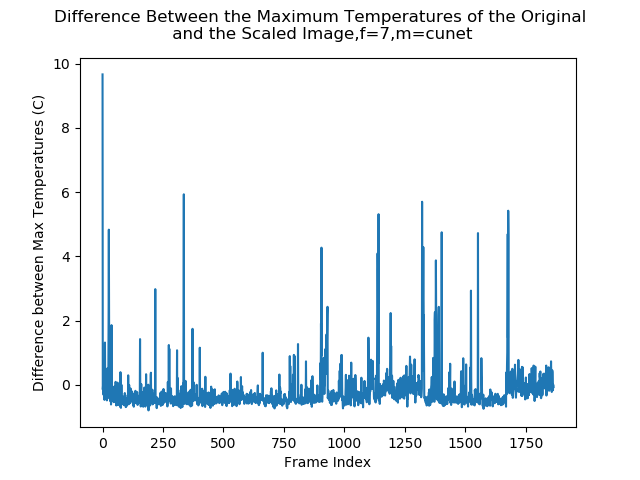 Difference Between the Maximum Temperatures of the Original
and the Scaled Image,f=7,m=cunet
10
8
6
4
2
0
Difference between Max Temperatures (C)
0 250 500 750 1000 1250 1500 1750
Frame Index